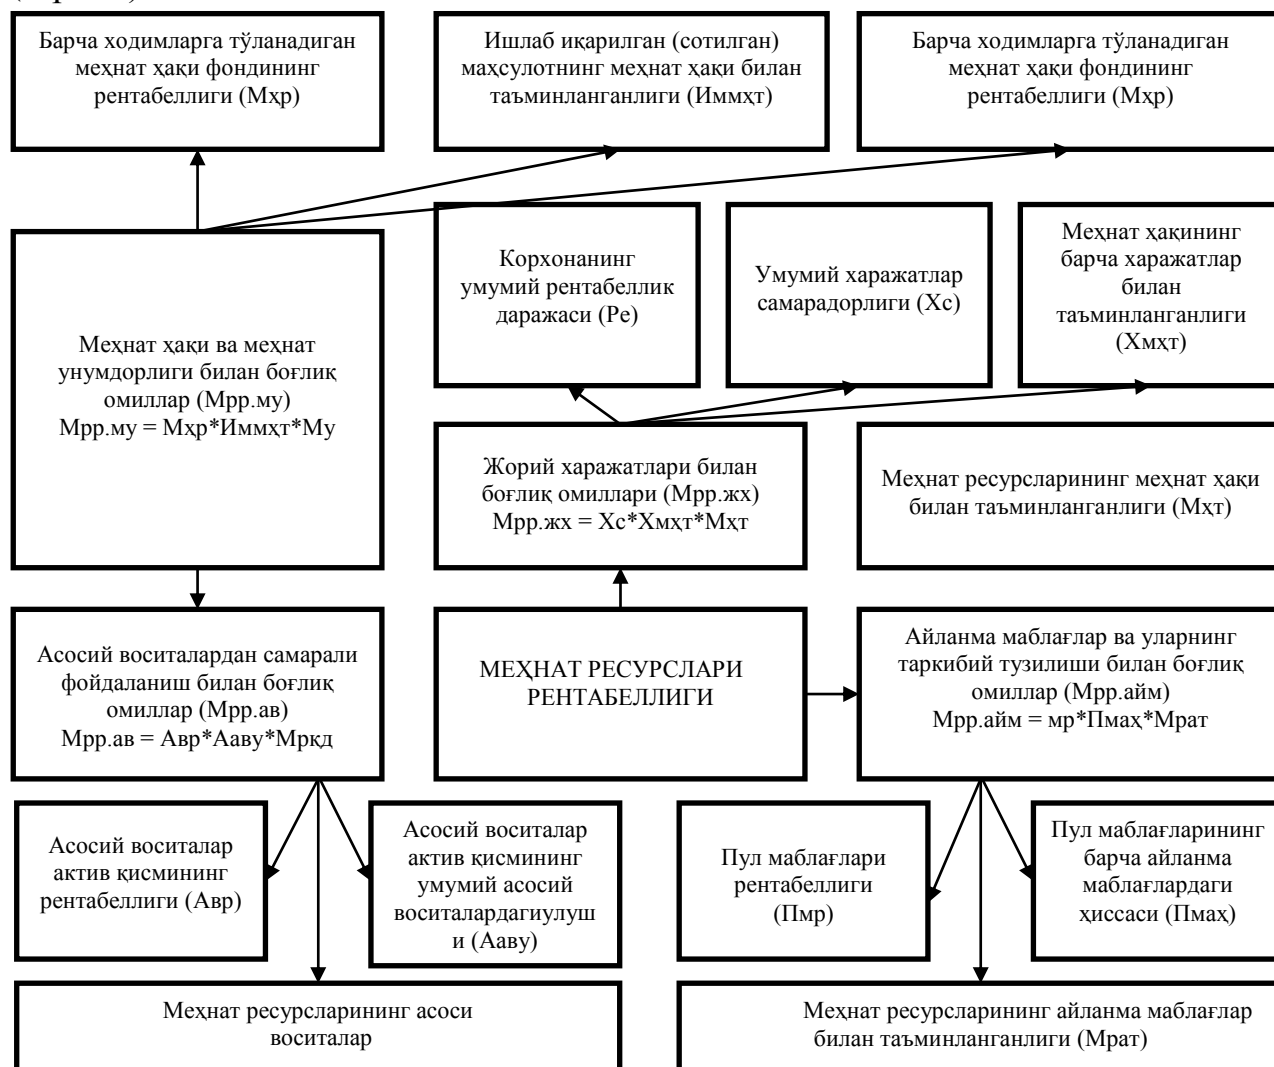 Барча ходимларга тўланадиган
меҳнат ҳақи фондининг
рентабеллиги (Мҳр)
Ишлаб иқарилган (сотилган)
маҳсулотнинг меҳнат ҳақи билан
таъминланганлиги (Иммҳт)
Барча ходимларга тўланадиган
меҳнат ҳақи фондининг
рентабеллиги (Мҳр)
Корхонанинг
умумий рентабеллик
даражаси (Ре)
Умумий харажатлар
самарадорлиги (Хс)
Меҳнат ҳақининг
барча харажатлар
билан
таъминланганлиги
(Хмҳт)
Меҳнат ҳақи ва меҳнат
унумдорлиги билан боғлиқ
омиллар (Мрр.му)
Мрр.му = Мҳр*Иммҳт*Му
Жорий харажатлари билан
боғлиқ омиллари (Мрр.жх)
Мрр.жх = Хс*Хмҳт*Мҳт
Меҳнат ресурсларининг меҳнат ҳақи
билан таъминланганлиги (Мҳт)
Асосий воситалардан самарали
фойдаланиш билан боғлиқ
омиллар (Мрр.ав)
Мрр.ав = Авр*Ааву*Мрқд
МЕҲНАТ РЕСУРСЛАРИ
РЕНТАБЕЛЛИГИ
Айланма маблағлар ва уларнинг
таркибий тузилиши билан боғлиқ
омиллар (Мрр.айм)
Мрр.айм = мр*Пмаҳ*Мрат
Асосий воситалар
актив қисмининг
рентабеллиги (Авр)
Асосий воситалар
актив қисмининг
умумий асосий
воситалардагиулуш
и (Ааву)
Пул маблағлари
рентабеллиги
(Пмр)
Пул маблағларининг
барча айланма
маблағлардаги
ҳиссаси (Пмаҳ)
Меҳнат ресурсларининг асоси
воситалар
Меҳнат ресурсларининг айланма маблағлар
билан таъминланганлиги (Мрат)